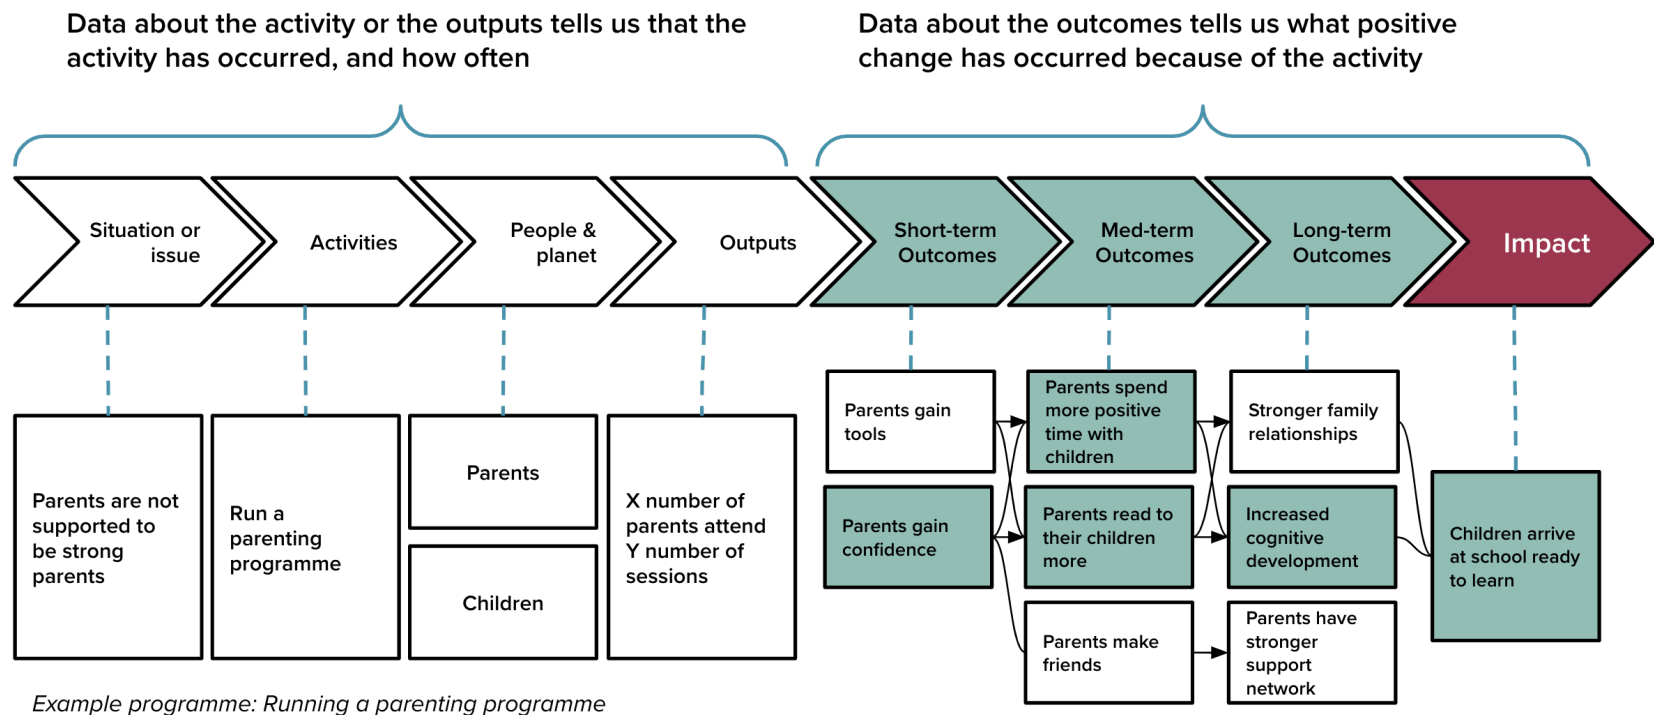 Data about the activity or the outputs tells us that the
activity has occurred, and how often
Data about the outcomes tells us what positive
change has occurred because of the activity
Situation or
issue
Activities
People &
planet
Outputs
Short-term
Outcomes
Med-term
Outcomes
Long-term
Outcomes
Impact
Parents are not
supported to
be strong
parents
Run a
parenting
programme
Parents
Children
X number of
parents attend
Y number of
sessions
Parents gain
tools
Parents gain
confidence
Parents spend
more positive
time with
children
Parents read to
their children
more
Parents make
friends
Stronger family
relationships
Increased
cognitive
development
Parents have
stronger
support
network
Children arrive
at school ready
to learn
Example programme: Running a parenting programme